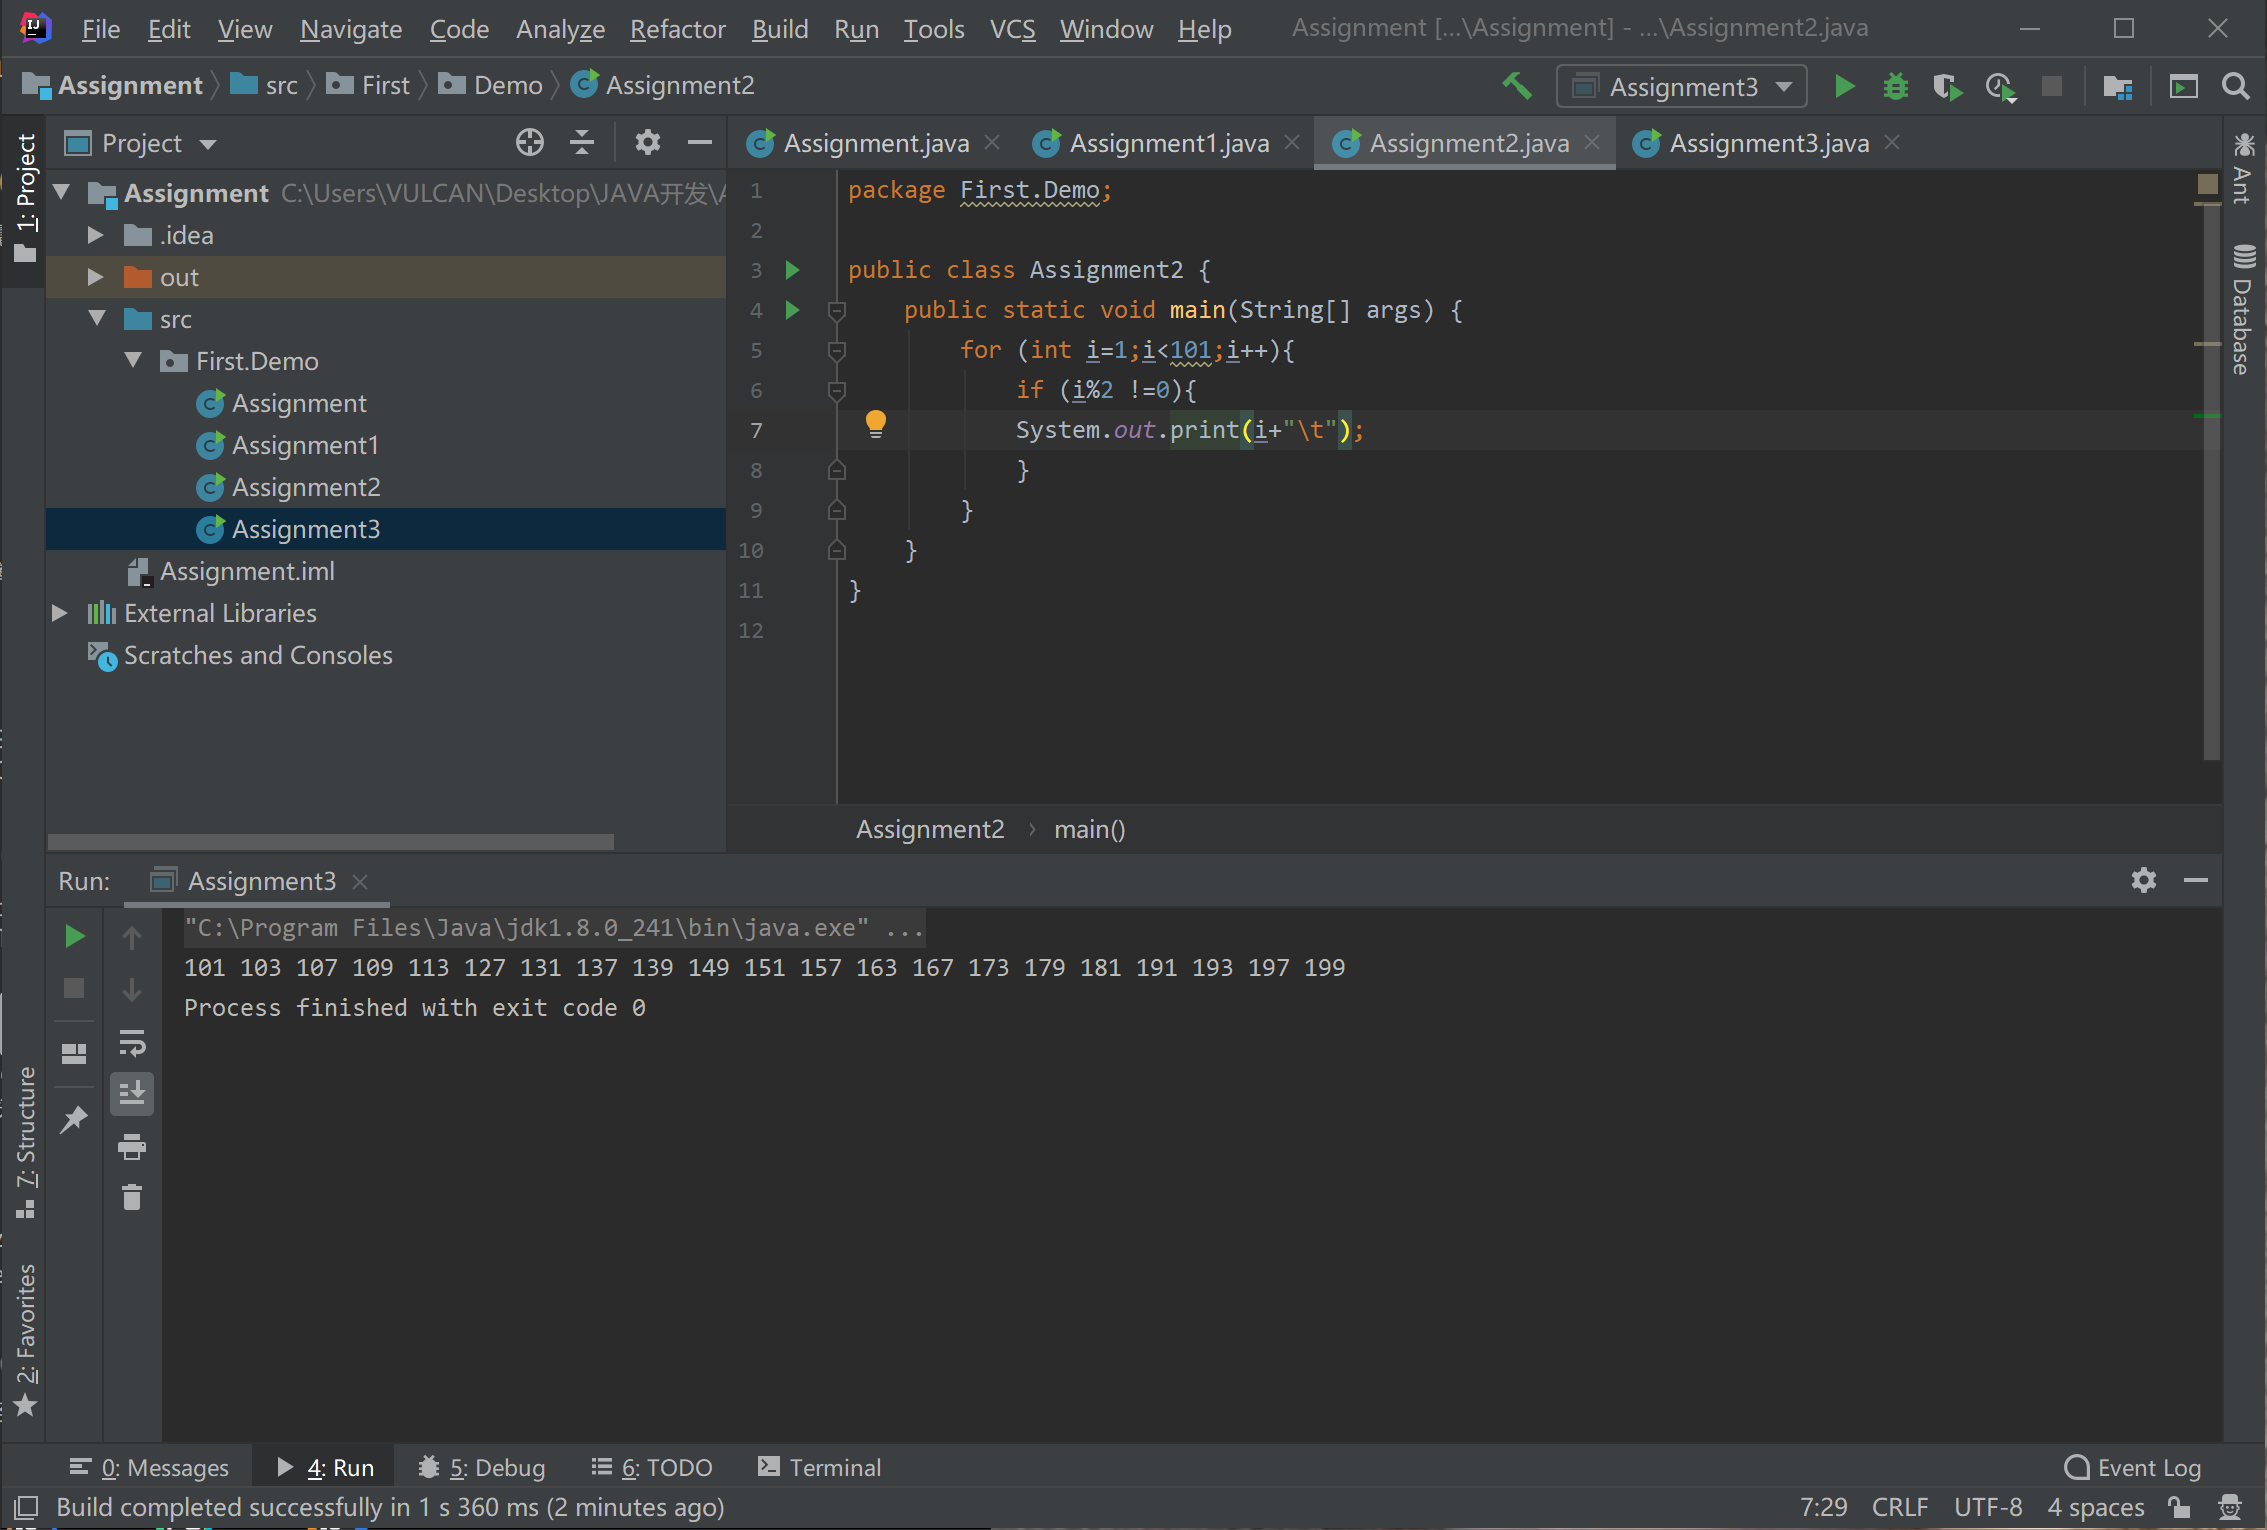 File Edit View Navigate Code Analyze Refactor Build Run Tools VCS Window Help Assignment [...\Assignment] - ...\Assignment2.java
Assignment src First Demo Assignment2 Assignment3
1: Project
Project
Assignment.java Assignment1.java Assignment2.java Assignment3.java
Assignment C:\Users\VULCAN\Desktop\JAVA开发\A
.idea
out
src
First.Demo
Assignment
Assignment1
Assignment2
Assignment3
Assignment.iml
External Libraries
Scratches and Consoles
1 package First.Demo;
2
3 public class Assignment2 {
4 public static void main(String[] args) {
5 for (int i=1;i<101;i++){
6 if (i%2 !=0){
7 System.out.print(i+"\t");
8 }
9 }
10 }
11 }
12
Assignment2 › main()
Ant
Database
Run: Assignment3
"C:\Program Files\Java\jdk1.8.0_241\bin\java.exe" ...
101 103 107 109 113 127 131 137 139 149 151 157 163 167 173 179 181 191 193 197 199
Process finished with exit code 0
7: Structure
2: Favorites
0: Messages 4: Run 5: Debug 6: TODO Terminal Event Log
Build completed successfully in 1 s 360 ms (2 minutes ago) 7:29 CRLF UTF-8 4 spaces